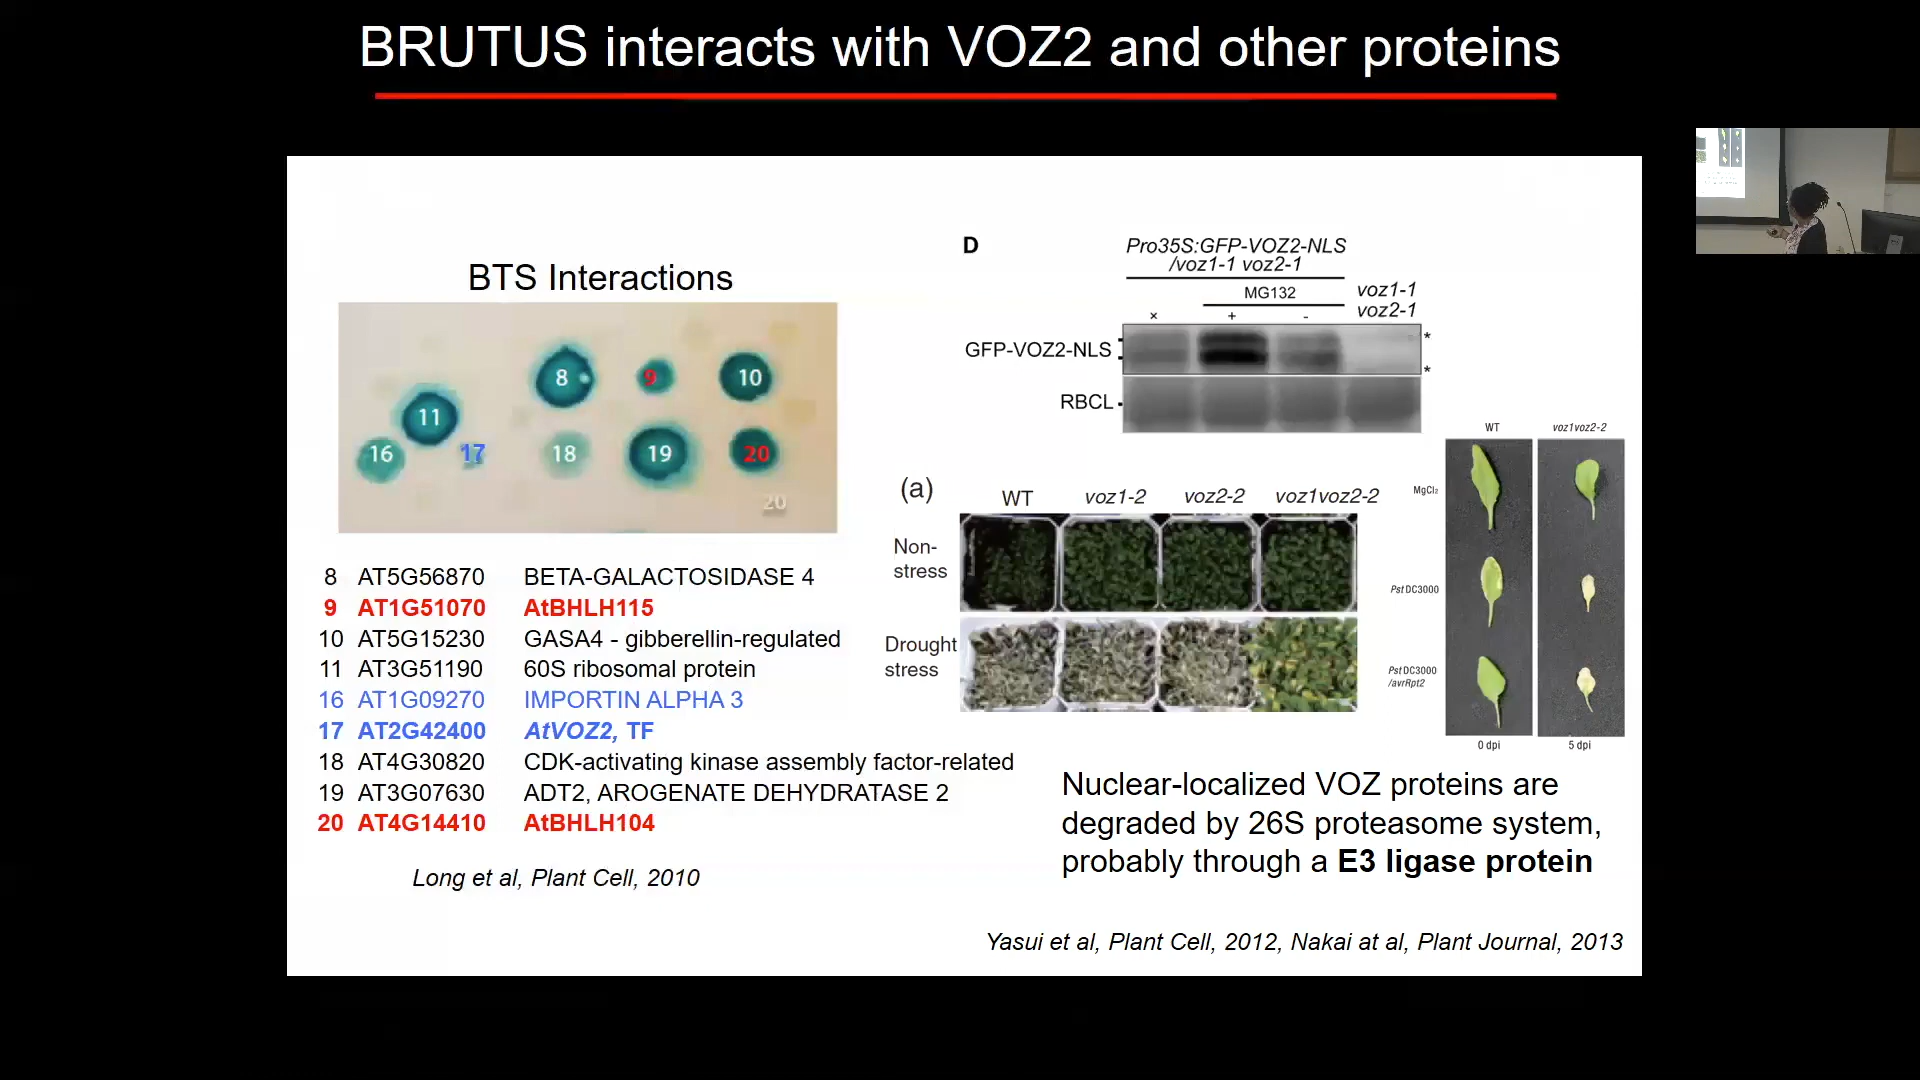 BRUTUS interacts with VOZ2 and other proteins
BTS Interactions
8
9
10
11
16
17
18
19
20
20
8 AT5G56870 BETA-GALACTOSIDASE 4
9 AT1G51070 AtBHLH115
10 AT5G15230 GASA4 - gibberellin-regulated
11 AT3G51190 60S ribosomal protein
16 AT1G09270 IMPORTIN ALPHA 3
17 AT2G42400 AtVOZ2, TF
18 AT4G30820 CDK-activating kinase assembly factor-related
19 AT3G07630 ADT2, AROGENATE DEHYDRATASE 2
20 AT4G14410 AtBHLH104
Long et al, Plant Cell, 2010
D
Pro35S:GFP-VOZ2-NLS
/voz1-1 voz2-1
MG132
voz1-1
voz2-1
× + -
GFP-VOZ2-NLS
*
*
RBCL
(a)
WT voz1-2 voz2-2 voz1voz2-2
Non-
stress
Drought
stress
WT voz1voz2-2
MgCl₂
Pst DC3000
Pst DC3000
/avrRpt2
0 dpi 5 dpi
Nuclear-localized VOZ proteins are
degraded by 26S proteasome system,
probably through a E3 ligase protein
Yasui et al, Plant Cell, 2012, Nakai at al, Plant Journal, 2013